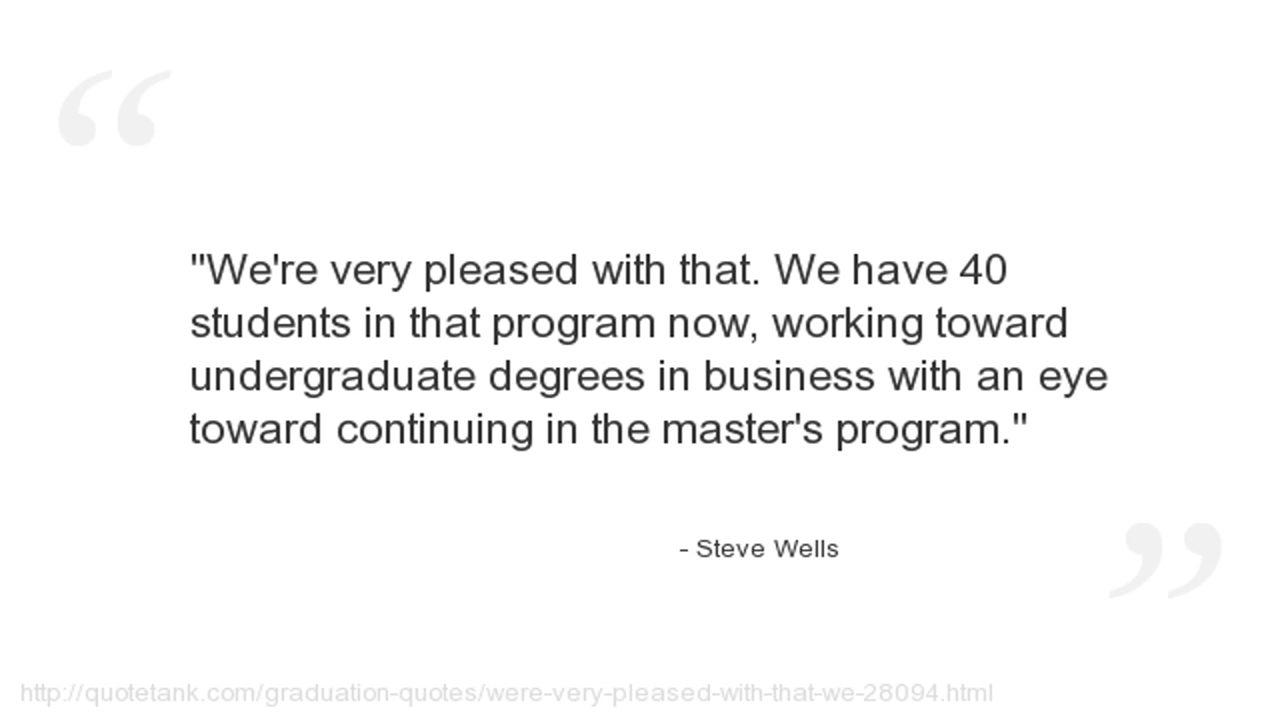 "We're very pleased with that. We have 40
students in that program now, working toward
undergraduate degrees in business with an eye
toward continuing in the master's program."
- Steve Wells
http://quotetank.com/graduation-quotes/were-very-pleased-with-that-we-28094.html